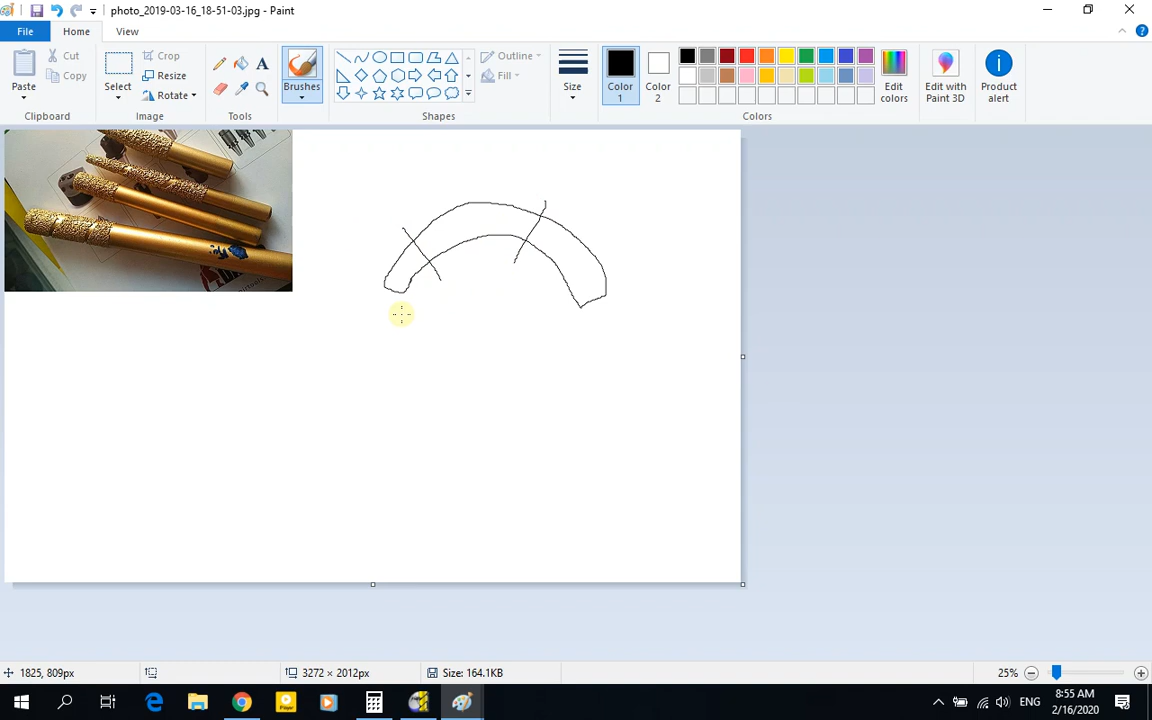 photo_2019-03-16_18-51-03.jpg - Paint
File
Home
View
Paste
Cut
Copy
Clipboard
Select
Crop
Resize
Rotate
Image
Tools
Brushes
Outline
Fill
Shapes
Size
Color 1
Color 2
Edit colors
Colors
Edit with Paint 3D
Product alert
1825, 809px
3272 × 2012px
Size: 164.1KB
25%
ENG
8:55 AM
2/16/2020